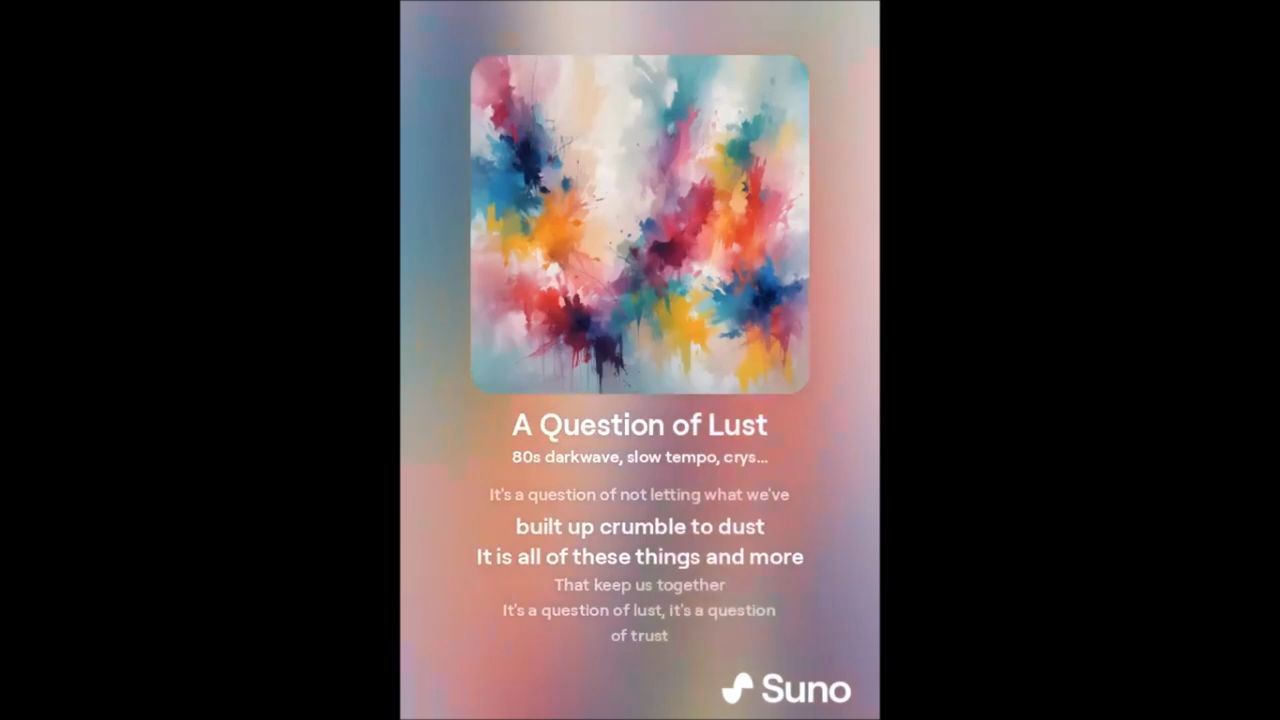 A Question of Lust
80s darkwave, slow tempo, crys...
It's a question of not letting what we've
built up crumble to dust
It is all of these things and more
That keep us together
It's a question of lust, it's a question
of trust
Suno